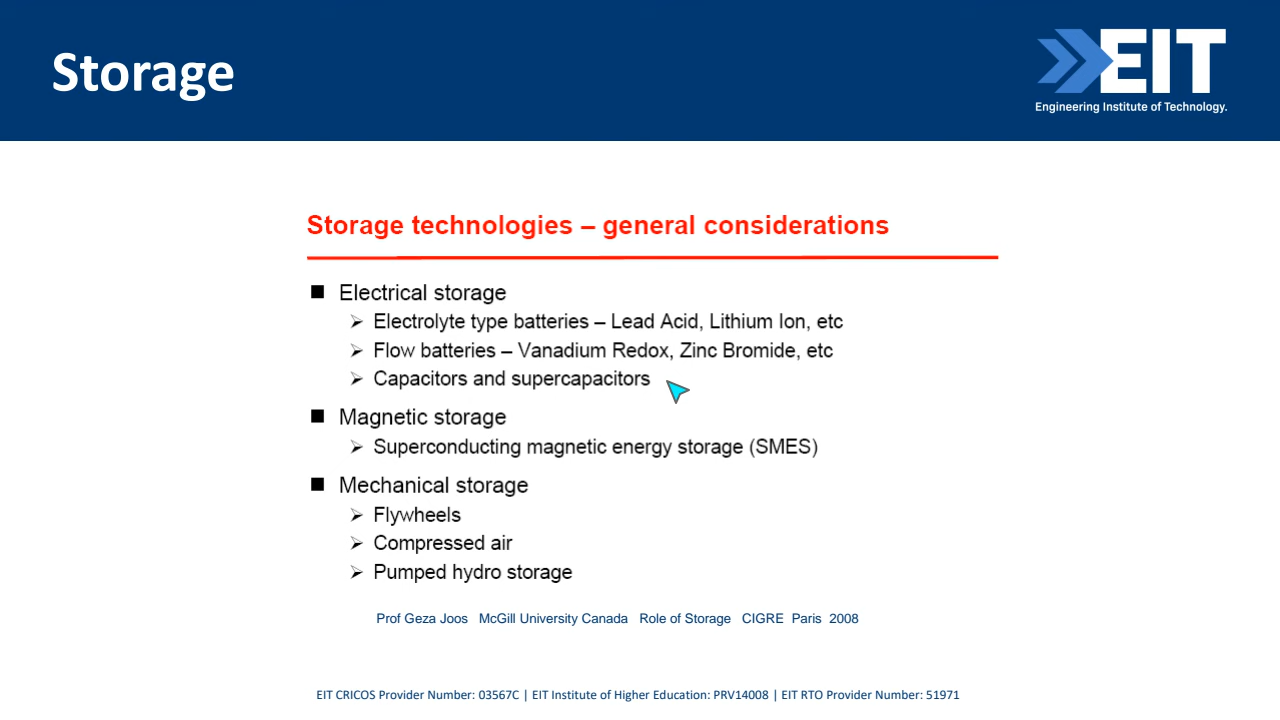 Storage
EIT
Engineering Institute of Technology.
Storage technologies – general considerations
Electrical storage
Electrolyte type batteries – Lead Acid, Lithium Ion, etc
Flow batteries – Vanadium Redox, Zinc Bromide, etc
Capacitors and supercapacitors
Magnetic storage
Superconducting magnetic energy storage (SMES)
Mechanical storage
Flywheels
Compressed air
Pumped hydro storage
Prof Geza Joos McGill University Canada Role of Storage CIGRE Paris 2008
EIT CRICOS Provider Number: 03567C | EIT Institute of Higher Education: PRV14008 | EIT RTO Provider Number: 51971